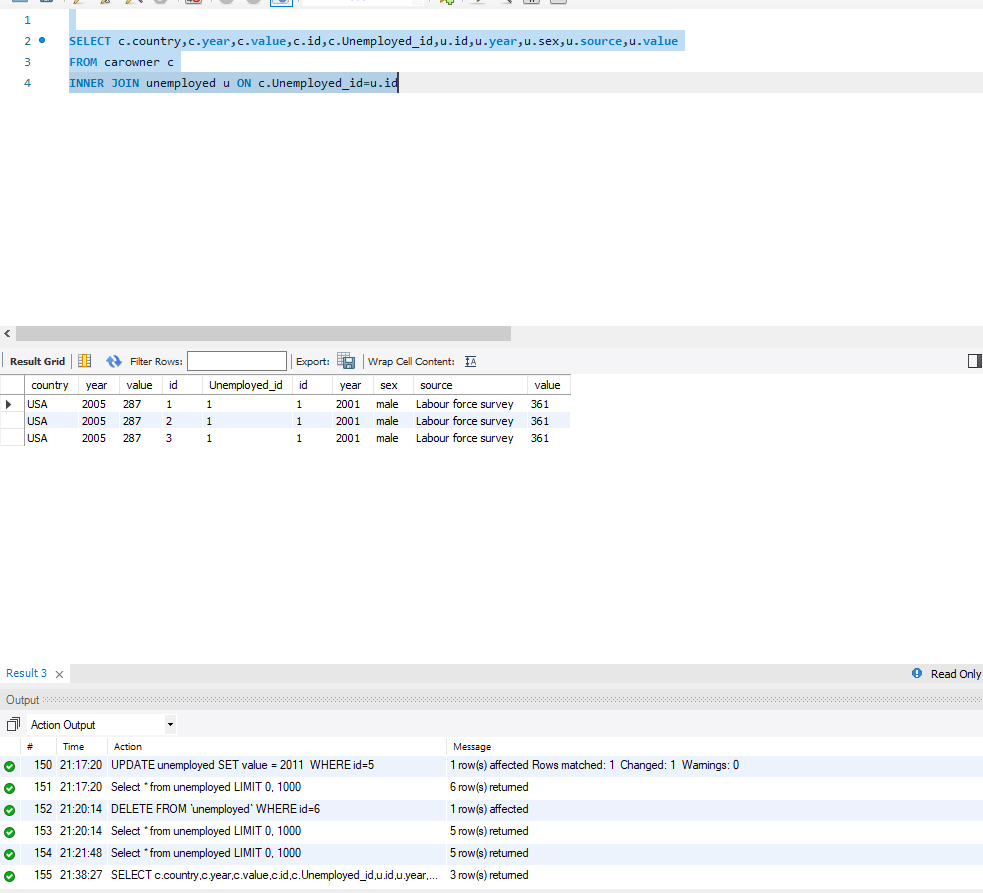 1
2 SELECT c.country,c.year,c.value,c.id,c.Unemployed_id,u.id,u.year,u.sex,u.source,u.value
3 FROM carowner c
4 INNER JOIN unemployed u ON c.Unemployed_id=u.id
Result Grid Filter Rows: Export: Wrap Cell Content: IA
country year value id Unemployed_id id year sex source value
USA 2005 287 1 1 1 2001 male Labour force survey 361
USA 2005 287 2 1 1 2001 male Labour force survey 361
USA 2005 287 3 1 1 2001 male Labour force survey 361
Result 3 Read Only
Output
Action Output
# Time Action Message
150 21:17:20 UPDATE unemployed SET value = 2011 WHERE id=5 1 row(s) affected Rows matched: 1 Changed: 1 Warnings: 0
151 21:17:20 Select * from unemployed LIMIT 0, 1000 6 row(s) returned
152 21:20:14 DELETE FROM `unemployed` WHERE id=6 1 row(s) affected
153 21:20:14 Select * from unemployed LIMIT 0, 1000 5 row(s) returned
154 21:21:48 Select * from unemployed LIMIT 0, 1000 5 row(s) returned
155 21:38:27 SELECT c.country,c.year,c.value,c.id,c.Unemployed_id,u.id,u.year,... 3 row(s) returned